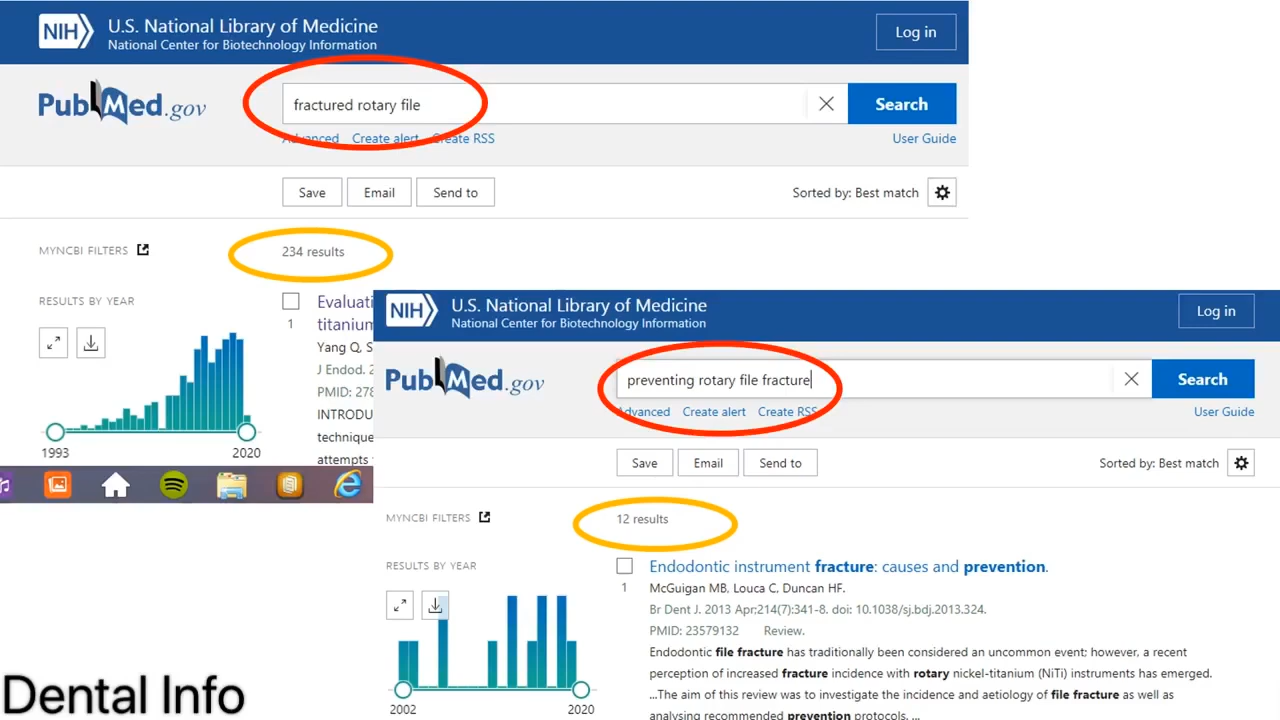 NIH
U.S. National Library of Medicine
National Center for Biotechnology Information
Log in
PubMed.gov
fractured rotary file
Search
Advanced Create alert Create RSS
User Guide
Save Email Send to
Sorted by: Best match
MYNCBI FILTERS
234 results
RESULTS BY YEAR
1
Yang Q, S
J Endod. 2
PMID: 278
INTRODU
technique
attempts
1993 2020
NIH
U.S. National Library of Medicine
National Center for Biotechnology Information
Log in
PubMed.gov
preventing rotary file fracture
Search
Advanced Create alert Create RSS
User Guide
Save Email Send to
Sorted by: Best match
MYNCBI FILTERS
12 results
RESULTS BY YEAR
1
Endodontic instrument fracture: causes and prevention.
McGuigan MB, Louca C, Duncan HF.
Br Dent J. 2013 Apr;214(7):341-8. doi: 10.1038/sj.bdj.2013.324.
PMID: 23579132 Review.
Endodontic file fracture has traditionally been considered an uncommon event; however, a recent
perception of increased fracture incidence with rotary nickel-titanium (NiTi) instruments has emerged.
...The aim of this review was to investigate the incidence and aetiology of file fracture as well as
analysing recommended prevention protocols. ...
2002 2020
Dental Info